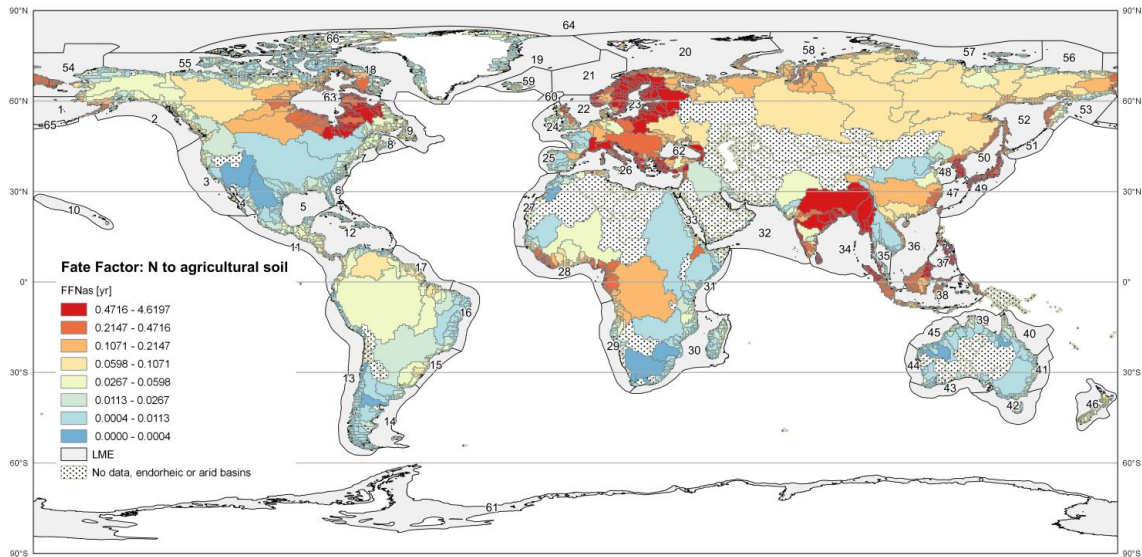 90°N
90°N
64
66
58
57
20
56
19
54
55
18
21
59
60°N
60°N
63
60
22
23
53
1
24
52
65
2
9
51
8
62
50
25
26
48
3
49
30°N
6
47
30°N
4
27
5
33
10
32
12
34
36
11
35
37
Fate Factor: N to agricultural soil
17
28
FFNas [yr]
31
0°
0°
38
0.4716 - 4.6197
16
39
0.2147 - 0.4716
45
40
0.1071 - 0.2147
29
30
0.0598 - 0.1071
15
44
41
30°S
30°S
0.0267 - 0.0598
13
43
0.0113 - 0.0267
46
42
0.0004 - 0.0113
14
0.0000 - 0.0004
LME
60°S
60°S
No data, endorheic or arid basins
61
90°S
90°S